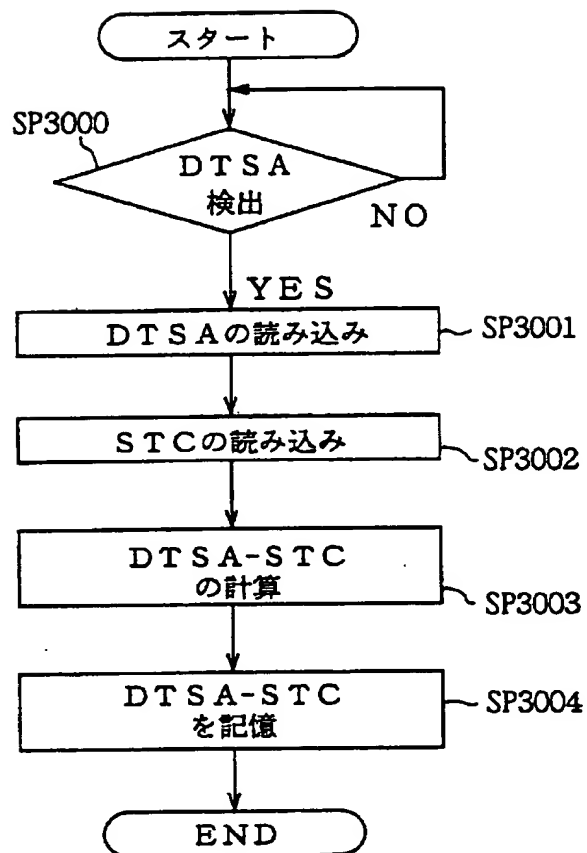 スタート
SP3000
DTSA
検出
NO
YES
DTSAの読み込み
SP3001
STCの読み込み
SP3002
DTSA-STC
の計算
SP3003
DTSA-STC
を記憶
SP3004
END